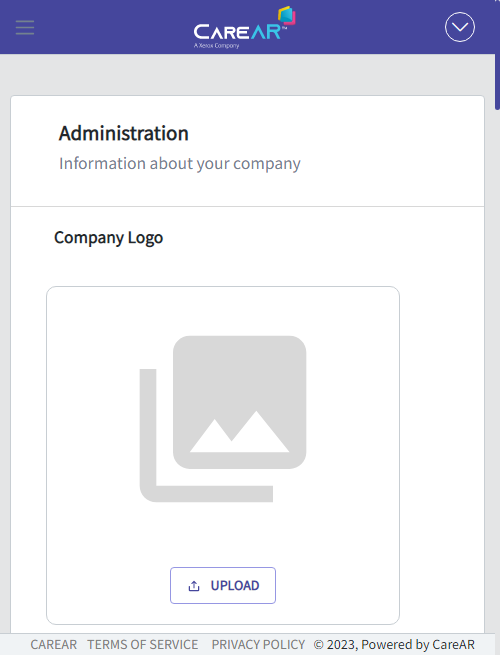 CAREAR™
A Xerox Company
Administration
Information about your company
Company Logo
UPLOAD
CAREAR TERMS OF SERVICE PRIVACY POLICY © 2023, Powered by CareAR